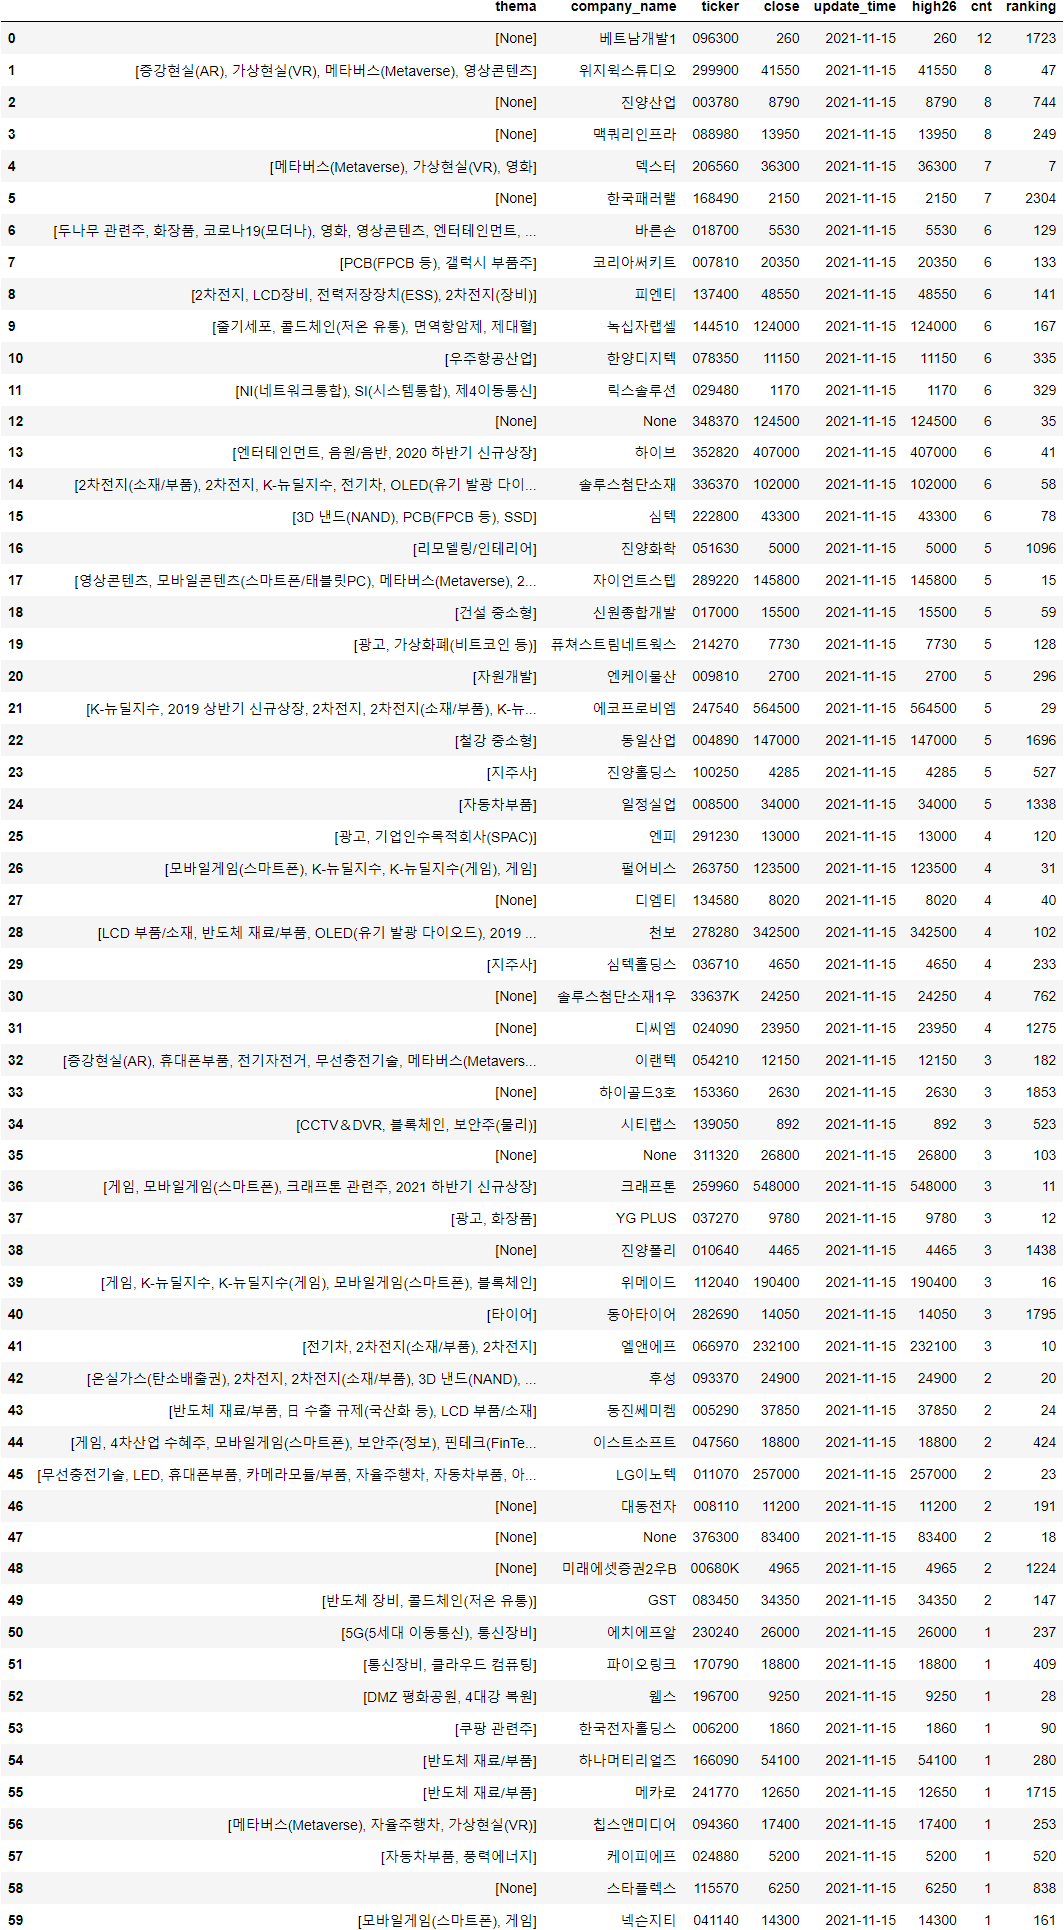 thema company_name ticker close update_time high26 cnt ranking
0 [None] 베트남개발1 096300 260 2021-11-15 260 12 1723
1 [증강현실(AR), 가상현실(VR), 메타버스(Metaverse), 영상콘텐츠] 위지윅스튜디오 299900 41550 2021-11-15 41550 8 47
2 [None] 진양산업 003780 8790 2021-11-15 8790 8 744
3 [None] 맥쿼리인프라 088980 13950 2021-11-15 13950 8 249
4 [메타버스(Metaverse), 가상현실(VR), 영화] 덱스터 206560 36300 2021-11-15 36300 7 7
5 [None] 한국패러랠 168490 2150 2021-11-15 2150 7 2304
6 [두나무 관련주, 화장품, 코로나19(모더나), 영화, 영상콘텐츠, 엔터테인먼트, ... 바른손 018700 5530 2021-11-15 5530 6 129
7 [PCB(FPCB 등), 갤럭시 부품주] 코리아써키트 007810 20350 2021-11-15 20350 6 133
8 [2차전지, LCD장비, 전력저장장치(ESS), 2차전지(장비)] 피엔티 137400 48550 2021-11-15 48550 6 141
9 [줄기세포, 콜드체인(저온 유통), 면역항암제, 제대혈] 녹십자랩셀 144510 124000 2021-11-15 124000 6 167
10 [우주항공산업] 한양디지텍 078350 11150 2021-11-15 11150 6 335
11 [NI(네트워크통합), SI(시스템통합), 제4이동통신] 릭스솔루션 029480 1170 2021-11-15 1170 6 329
12 [None] None 348370 124500 2021-11-15 124500 6 35
13 [엔터테인먼트, 음원/음반, 2020 하반기 신규상장] 하이브 352820 407000 2021-11-15 407000 6 41
14 [2차전지(소재/부품), 2차전지, K-뉴딜지수, 전기차, OLED(유기 발광 다이... 솔루스첨단소재 336370 102000 2021-11-15 102000 6 58
15 [3D 낸드(NAND), PCB(FPCB 등), SSD] 심텍 222800 43300 2021-11-15 43300 6 78
16 [리모델링/인테리어] 진양화학 051630 5000 2021-11-15 5000 5 1096
17 [영상콘텐츠, 모바일콘텐츠(스마트폰/태블릿PC), 메타버스(Metaverse), 2... 자이언트스텝 289220 145800 2021-11-15 145800 5 15
18 [건설 중소형] 신원종합개발 017000 15500 2021-11-15 15500 5 59
19 [광고, 가상화폐(비트코인 등)] 퓨쳐스트림네트웍스 214270 7730 2021-11-15 7730 5 128
20 [자원개발] 엔케이물산 009810 2700 2021-11-15 2700 5 296
21 [K-뉴딜지수, 2019 상반기 신규상장, 2차전지, 2차전지(소재/부품), K-뉴... 에코프로비엠 247540 564500 2021-11-15 564500 5 29
22 [철강 중소형] 동일산업 004890 147000 2021-11-15 147000 5 1696
23 [지주사] 진양홀딩스 100250 4285 2021-11-15 4285 5 527
24 [자동차부품] 일정실업 008500 34000 2021-11-15 34000 5 1338
25 [광고, 기업인수목적회사(SPAC)] 엔피 291230 13000 2021-11-15 13000 4 120
26 [모바일게임(스마트폰), K-뉴딜지수, K-뉴딜지수(게임), 게임] 펄어비스 263750 123500 2021-11-15 123500 4 31
27 [None] 디엠티 134580 8020 2021-11-15 8020 4 40
28 [LCD 부품/소재, 반도체 재료/부품, OLED(유기 발광 다이오드), 2019 ... 천보 278280 342500 2021-11-15 342500 4 102
29 [지주사] 심텍홀딩스 036710 4650 2021-11-15 4650 4 233
30 [None] 솔루스첨단소재1우 33637K 24250 2021-11-15 24250 4 762
31 [None] 디씨엠 024090 23950 2021-11-15 23950 4 1275
32 [증강현실(AR), 휴대폰부품, 전기자전거, 무선충전기술, 메타버스(Metavers... 이랜텍 054210 12150 2021-11-15 12150 3 182
33 [None] 하이골드3호 153360 2630 2021-11-15 2630 3 1853
34 [CCTV＆DVR, 블록체인, 보안주(물리)] 시티랩스 139050 892 2021-11-15 892 3 523
35 [None] None 311320 26800 2021-11-15 26800 3 103
36 [게임, 모바일게임(스마트폰), 크래프톤 관련주, 2021 하반기 신규상장] 크래프톤 259960 548000 2021-11-15 548000 3 11
37 [광고, 화장품] YG PLUS 037270 9780 2021-11-15 9780 3 12
38 [None] 진양폴리 010640 4465 2021-11-15 4465 3 1438
39 [게임, K-뉴딜지수, K-뉴딜지수(게임), 모바일게임(스마트폰), 블록체인] 위메이드 112040 190400 2021-11-15 190400 3 16
40 [타이어] 동아타이어 282690 14050 2021-11-15 14050 3 1795
41 [전기차, 2차전지(소재/부품), 2차전지] 엘앤에프 066970 232100 2021-11-15 232100 3 10
42 [온실가스(탄소배출권), 2차전지, 2차전지(소재/부품), 3D 낸드(NAND), ... 후성 093370 24900 2021-11-15 24900 2 20
43 [반도체 재료/부품, 日 수출 규제(국산화 등), LCD 부품/소재] 동진쎄미켐 005290 37850 2021-11-15 37850 2 24
44 [게임, 4차산업 수혜주, 모바일게임(스마트폰), 보안주(정보), 핀테크(FinTe... 이스트소프트 047560 18800 2021-11-15 18800 2 424
45 [무선충전기술, LED, 휴대폰부품, 카메라모듈/부품, 자율주행차, 자동차부품, 아... LG이노텍 011070 257000 2021-11-15 257000 2 23
46 [None] 대동전자 008110 11200 2021-11-15 11200 2 191
47 [None] None 376300 83400 2021-11-15 83400 2 18
48 [None] 미래에셋증권2우B 00680K 4965 2021-11-15 4965 2 1224
49 [반도체 장비, 콜드체인(저온 유통)] GST 083450 34350 2021-11-15 34350 2 147
50 [5G(5세대 이동통신), 통신장비] 에치에프알 230240 26000 2021-11-15 26000 1 237
51 [통신장비, 클라우드 컴퓨팅] 파이오링크 170790 18800 2021-11-15 18800 1 409
52 [DMZ 평화공원, 4대강 복원] 웹스 196700 9250 2021-11-15 9250 1 28
53 [쿠팡 관련주] 한국전자홀딩스 006200 1860 2021-11-15 1860 1 90
54 [반도체 재료/부품] 하나머티리얼즈 166090 54100 2021-11-15 54100 1 280
55 [반도체 재료/부품] 메카로 241770 12650 2021-11-15 12650 1 1715
56 [메타버스(Metaverse), 자율주행차, 가상현실(VR)] 칩스앤미디어 094360 17400 2021-11-15 17400 1 253
57 [자동차부품, 풍력에너지] 케이피에프 024880 5200 2021-11-15 5200 1 520
58 [None] 스타플렉스 115570 6250 2021-11-15 6250 1 838
59 [모바일게임(스마트폰), 게임] 넥슨지티 041140 14300 2021-11-15 14300 1 161